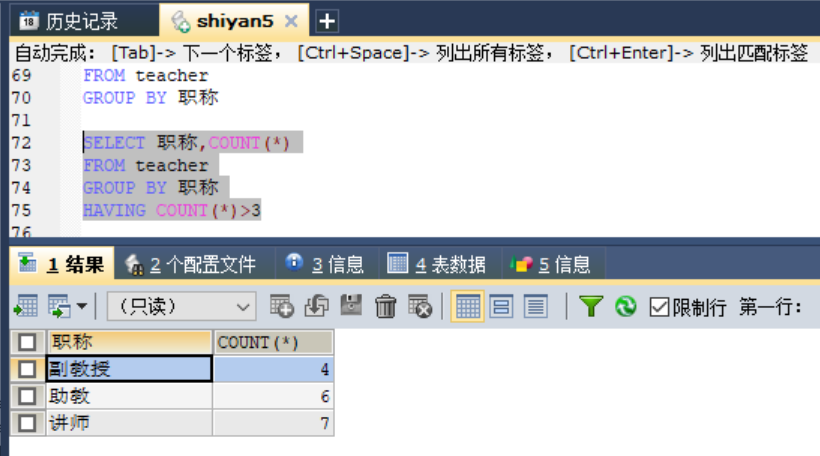 18 历史记录 shiyan5
自动完成： [Tab]-> 下一个标签， [Ctrl+Space]-> 列出所有标签， [Ctrl+Enter]-> 列出匹配标签
69 FROM teacher
70 GROUP BY 职称
71
72 SELECT 职称,COUNT(*)
73 FROM teacher
74 GROUP BY 职称
75 HAVING COUNT(*)>3
76
1 结果 2 个配置文件 3 信息 4 表数据 5 信息
（只读） 限制行 第一行：
职称 COUNT(*)
副教授 4
助教 6
讲师 7